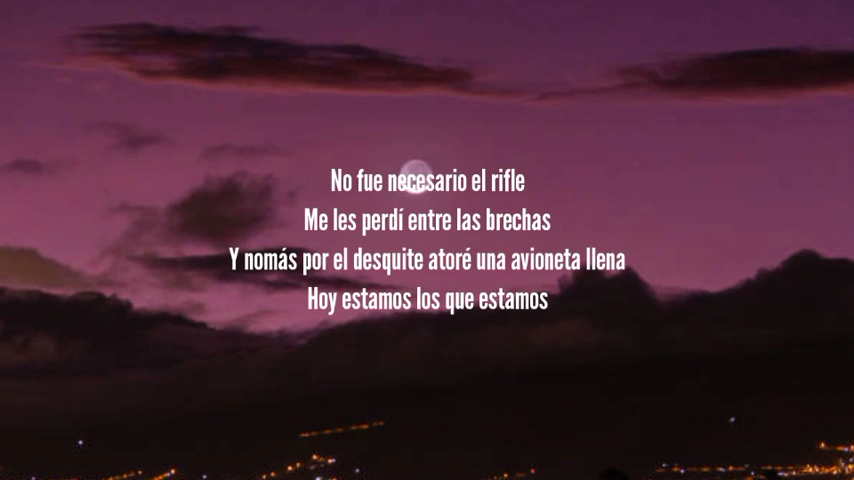 No fue necesario el rifle
Me les perdí entre las brechas
Y nomás por el desquite atoré una avioneta llena
Hoy estamos los que estamos